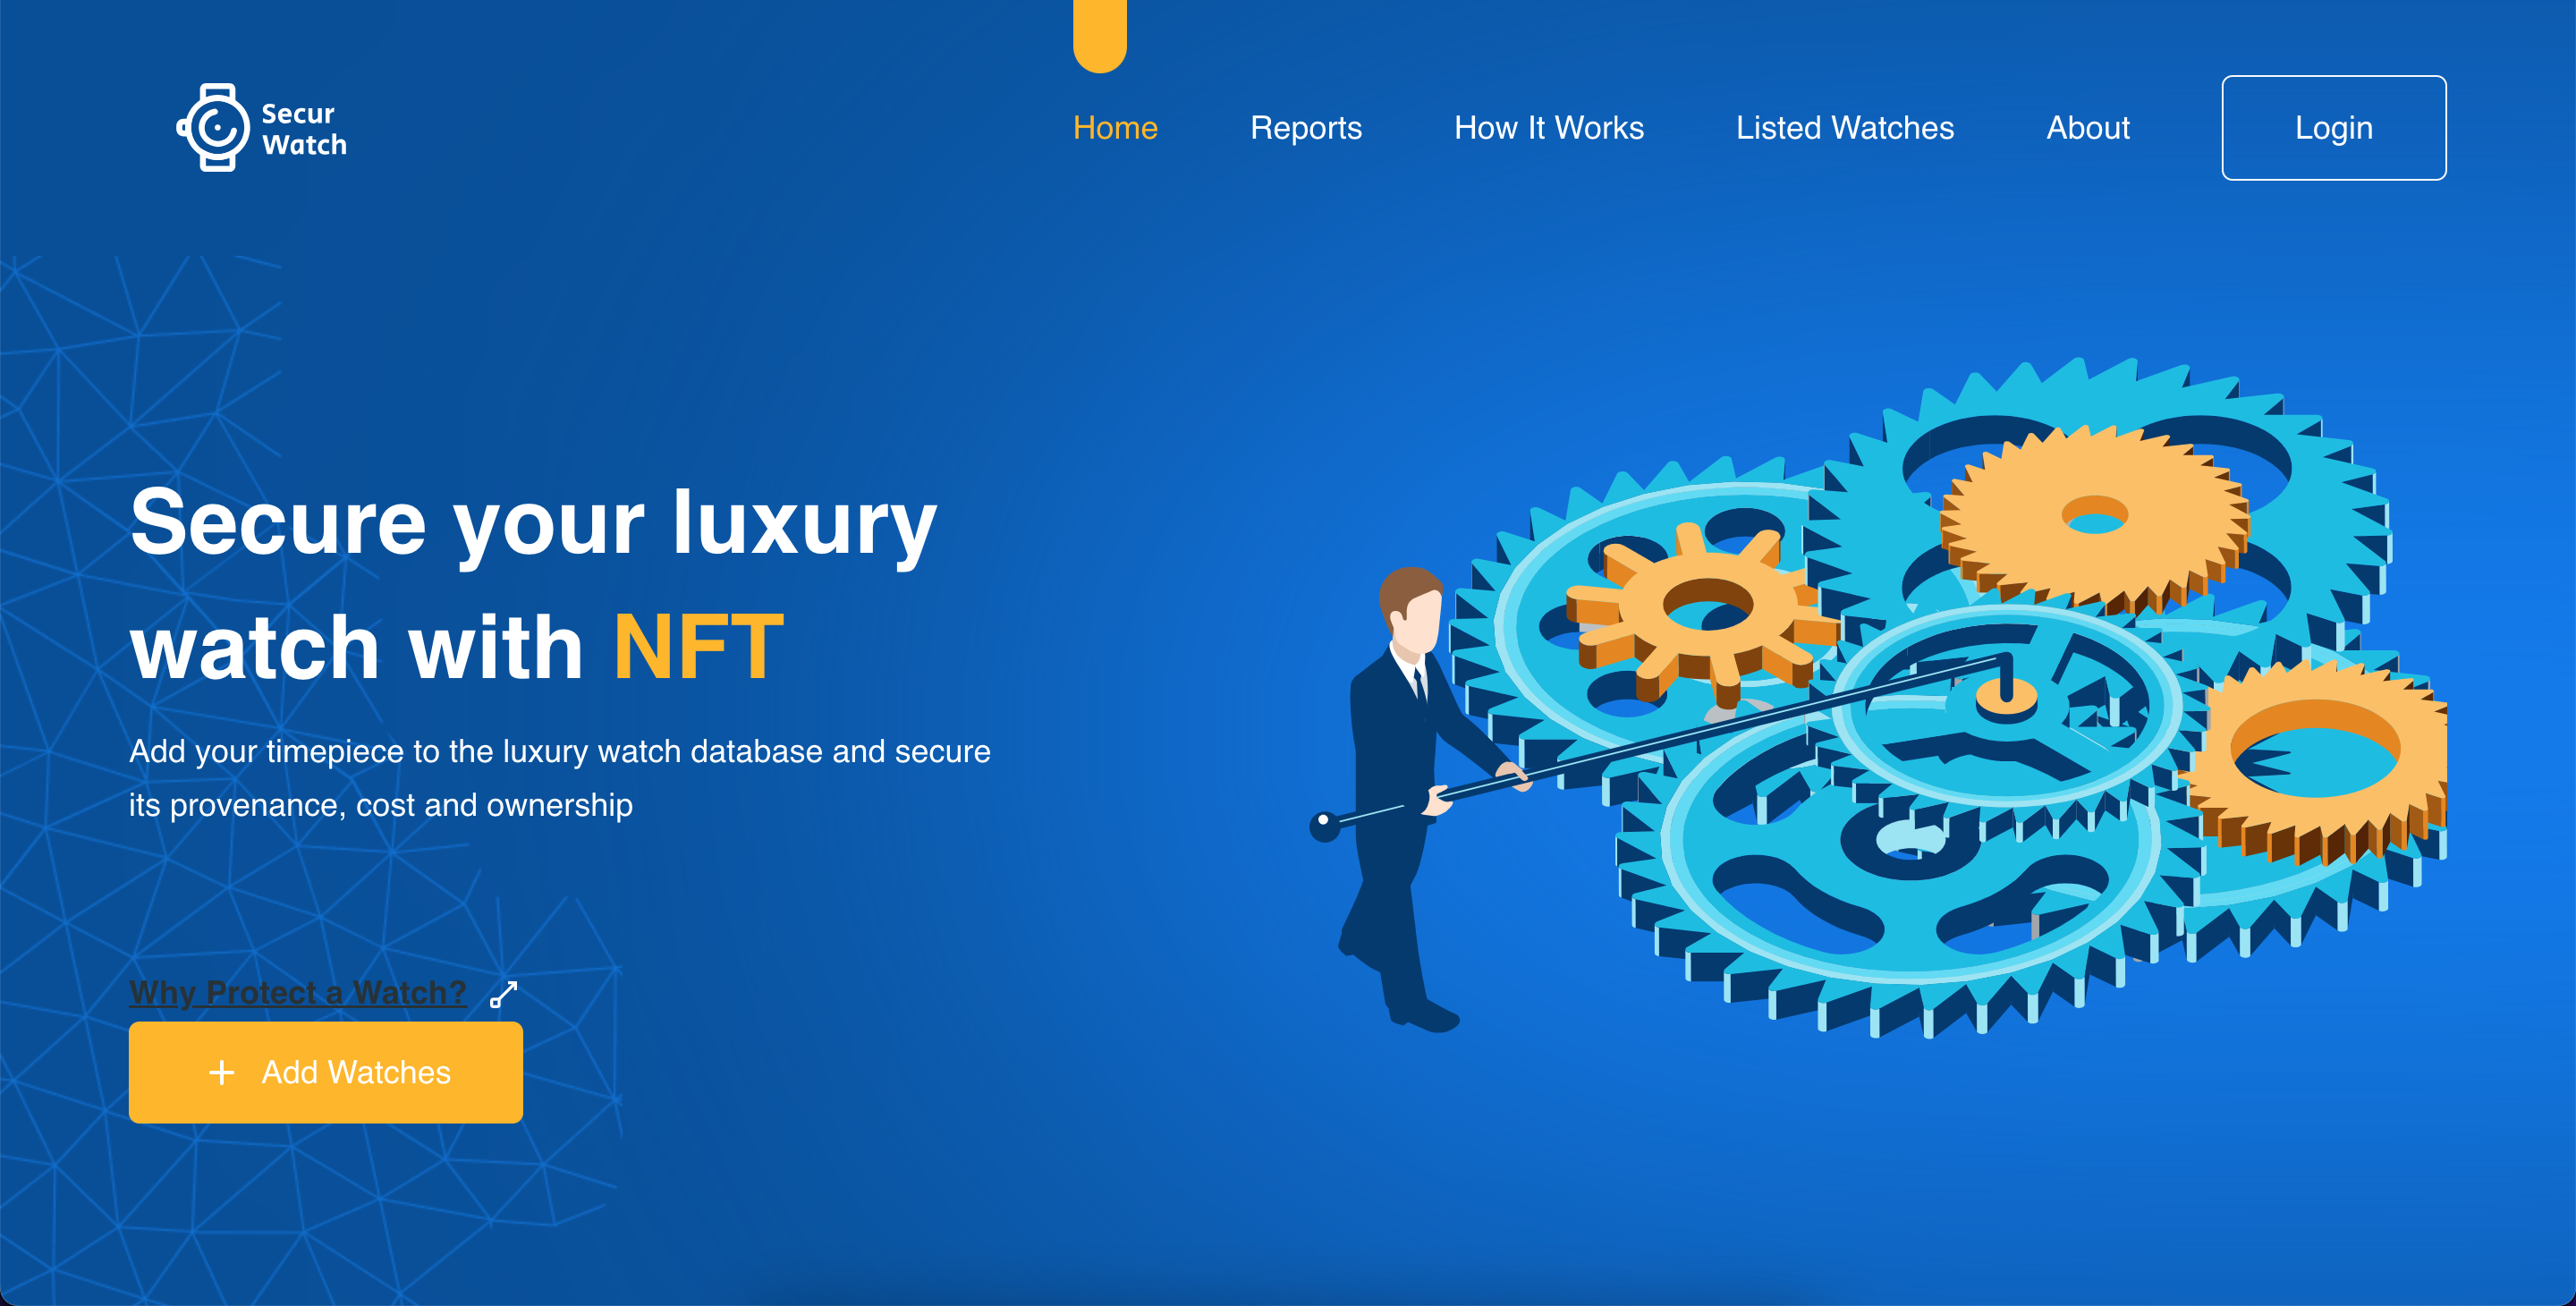 Secur
Watch
Home
Reports
How It Works
Listed Watches
About
Login
Secure your luxury
watch with NFT
Add your timepiece to the luxury watch database and secure
its provenance, cost and ownership
Why Protect a Watch?
+ Add Watches